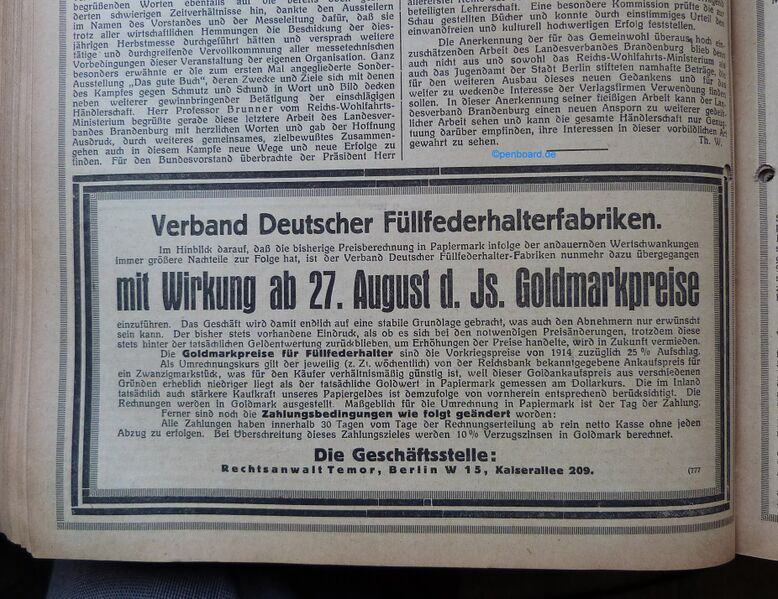 begrüßenden Worten ebenfalls auf die
derten schwierigen Zeitverhältnisse hin, dankte den Ausstellern
im Namen des Vorstandes und der Messeleitung dafür, daß sie
trotz aller wirtschaftlichen Hemmungen die Beschickung der dies-
jährigen Herbstmesse durchgeführt hätten und versprach weitere
tätige und durchgreifende Vervollkommnung aller messetechnischen
Vorbedingungen dieser Veranstaltung der eigenen Organisation. Ganz
besonders erwähnte er die zum ersten Mal angegliederte Sonder-
Ausstellung „Das gute Buch", deren Zwecke und Ziele sich mit denen
des Kampfes gegen Schmutz und Schund in Wort und Bild decken
neben weiterer gewinnbringender Betätigung der einschlägigen
Händlerschaft. Herr Professor Brunner vom Reichs-Wohlfahrts-
Ministerium begrüßte gerade diese letztere Arbeit des Landesver-
bandes Brandenburg mit herzlichen Worten und gab der Hoffnung
Ausdruck, durch weiteres gemeinsames, zielbewußtes Zusammen-
gehen auch in diesem Kampfe neue Wege und neue Erfolge zu
finden. Für den Bundesvorstand überbrachte der Präsident Herr
beteiligten Lehrerschaft. Eine besondere Kommission prüfte die
Schau gestellten Bücher und konnte durch einstimmiges Urteil den
einwandfreien und kulturell hochwertigen Erfolg feststellen.
Die Anerkennung der für das Gemeinwohl überaus hoch ein-
zuschätzenden Arbeit des Landesverbandes Brandenburg blieb denn
auch nicht aus und sowohl das Reichs-Wohlfahrts-Ministerium als
auch das Jugendamt der Stadt Berlin stifteten namhafte Beträge, die
für den weiteren Ausbau dieses neuen Gedankens und für das
weiter zu weckende Interesse der Verlagsfirmen Verwendung finden
sollen. In dieser Anerkennung seiner fleißigen Arbeit kann der Lan-
desverband Brandenburg einen neuen Ansporn zu weiterer gedeih-
licher Arbeit sehen und kann die gesamte Händlerschaft nur Genug-
tuung darüber empfinden, ihre Interessen in dieser vorbildlichen Art
gewahrt zu sehen. Th. W.
©penboard.de
Verband Deutscher Füllfederhalterfabriken.
Im Hinblick darauf, daß die bisherige Preisberechnung in Papiermark infolge der andauernden Wertschwankungen
immer größere Nachteile zur Folge hat, ist der Verband Deutscher Füllfederhalter-Fabriken nunmehr dazu übergegangen
mit Wirkung ab 27. August d. Js. Goldmarkpreise
einzuführen. Das Geschäft wird damit endlich auf eine stabile Grundlage gebracht, was auch den Abnehmern nur erwünscht
sein kann. Der bisher stets vorhandene Eindruck, als ob es sich bei den notwendigen Preisänderungen, trotzdem diese
stets hinter der tatsächlichen Geldentwertung zurückblieben, um Erhöhungen der Preise handelte, wird in Zukunft vermieden.
Die Goldmarkpreise für Füllfederhalter sind die Vorkriegspreise von 1914 zuzüglich 25 % Aufschlag.
Als Umrechnungskurs gilt der jeweilig (z. Zt. wöchentlich) von der Reichsbank bekanntgegebene Ankaufspreis für
ein Zwanzigmarkstück, was für den Käufer verhältnismäßig günstig ist, weil dieser Goldankaufspreis aus verschiedenen
Gründen erheblich niedriger liegt als der tatsächliche Goldwert in Papiermark gemessen am Dollarkurs. Die im Inland
tatsächlich auch stärkere Kaufkraft unseres Papiergeldes ist demzufolge von vornherein entsprechend berücksichtigt. Die
Rechnungen werden in Goldmark ausgestellt. Maßgeblich für die Umrechnung in Papiermark ist der Tag der Zahlung.
Ferner sind noch die Zahlungsbedingungen wie folgt geändert worden:
Alle Zahlungen haben innerhalb 30 Tagen vom Tage der Rechnungserteilung ab rein netto Kasse ohne jeden
Abzug zu erfolgen. Bei Überschreitung dieses Zahlungszieles werden 10 % Verzugszinsen in Goldmark berechnet.
Die Geschäftsstelle:
Rechtsanwalt Temor, Berlin W 15, Kaiserallee 209.
(777